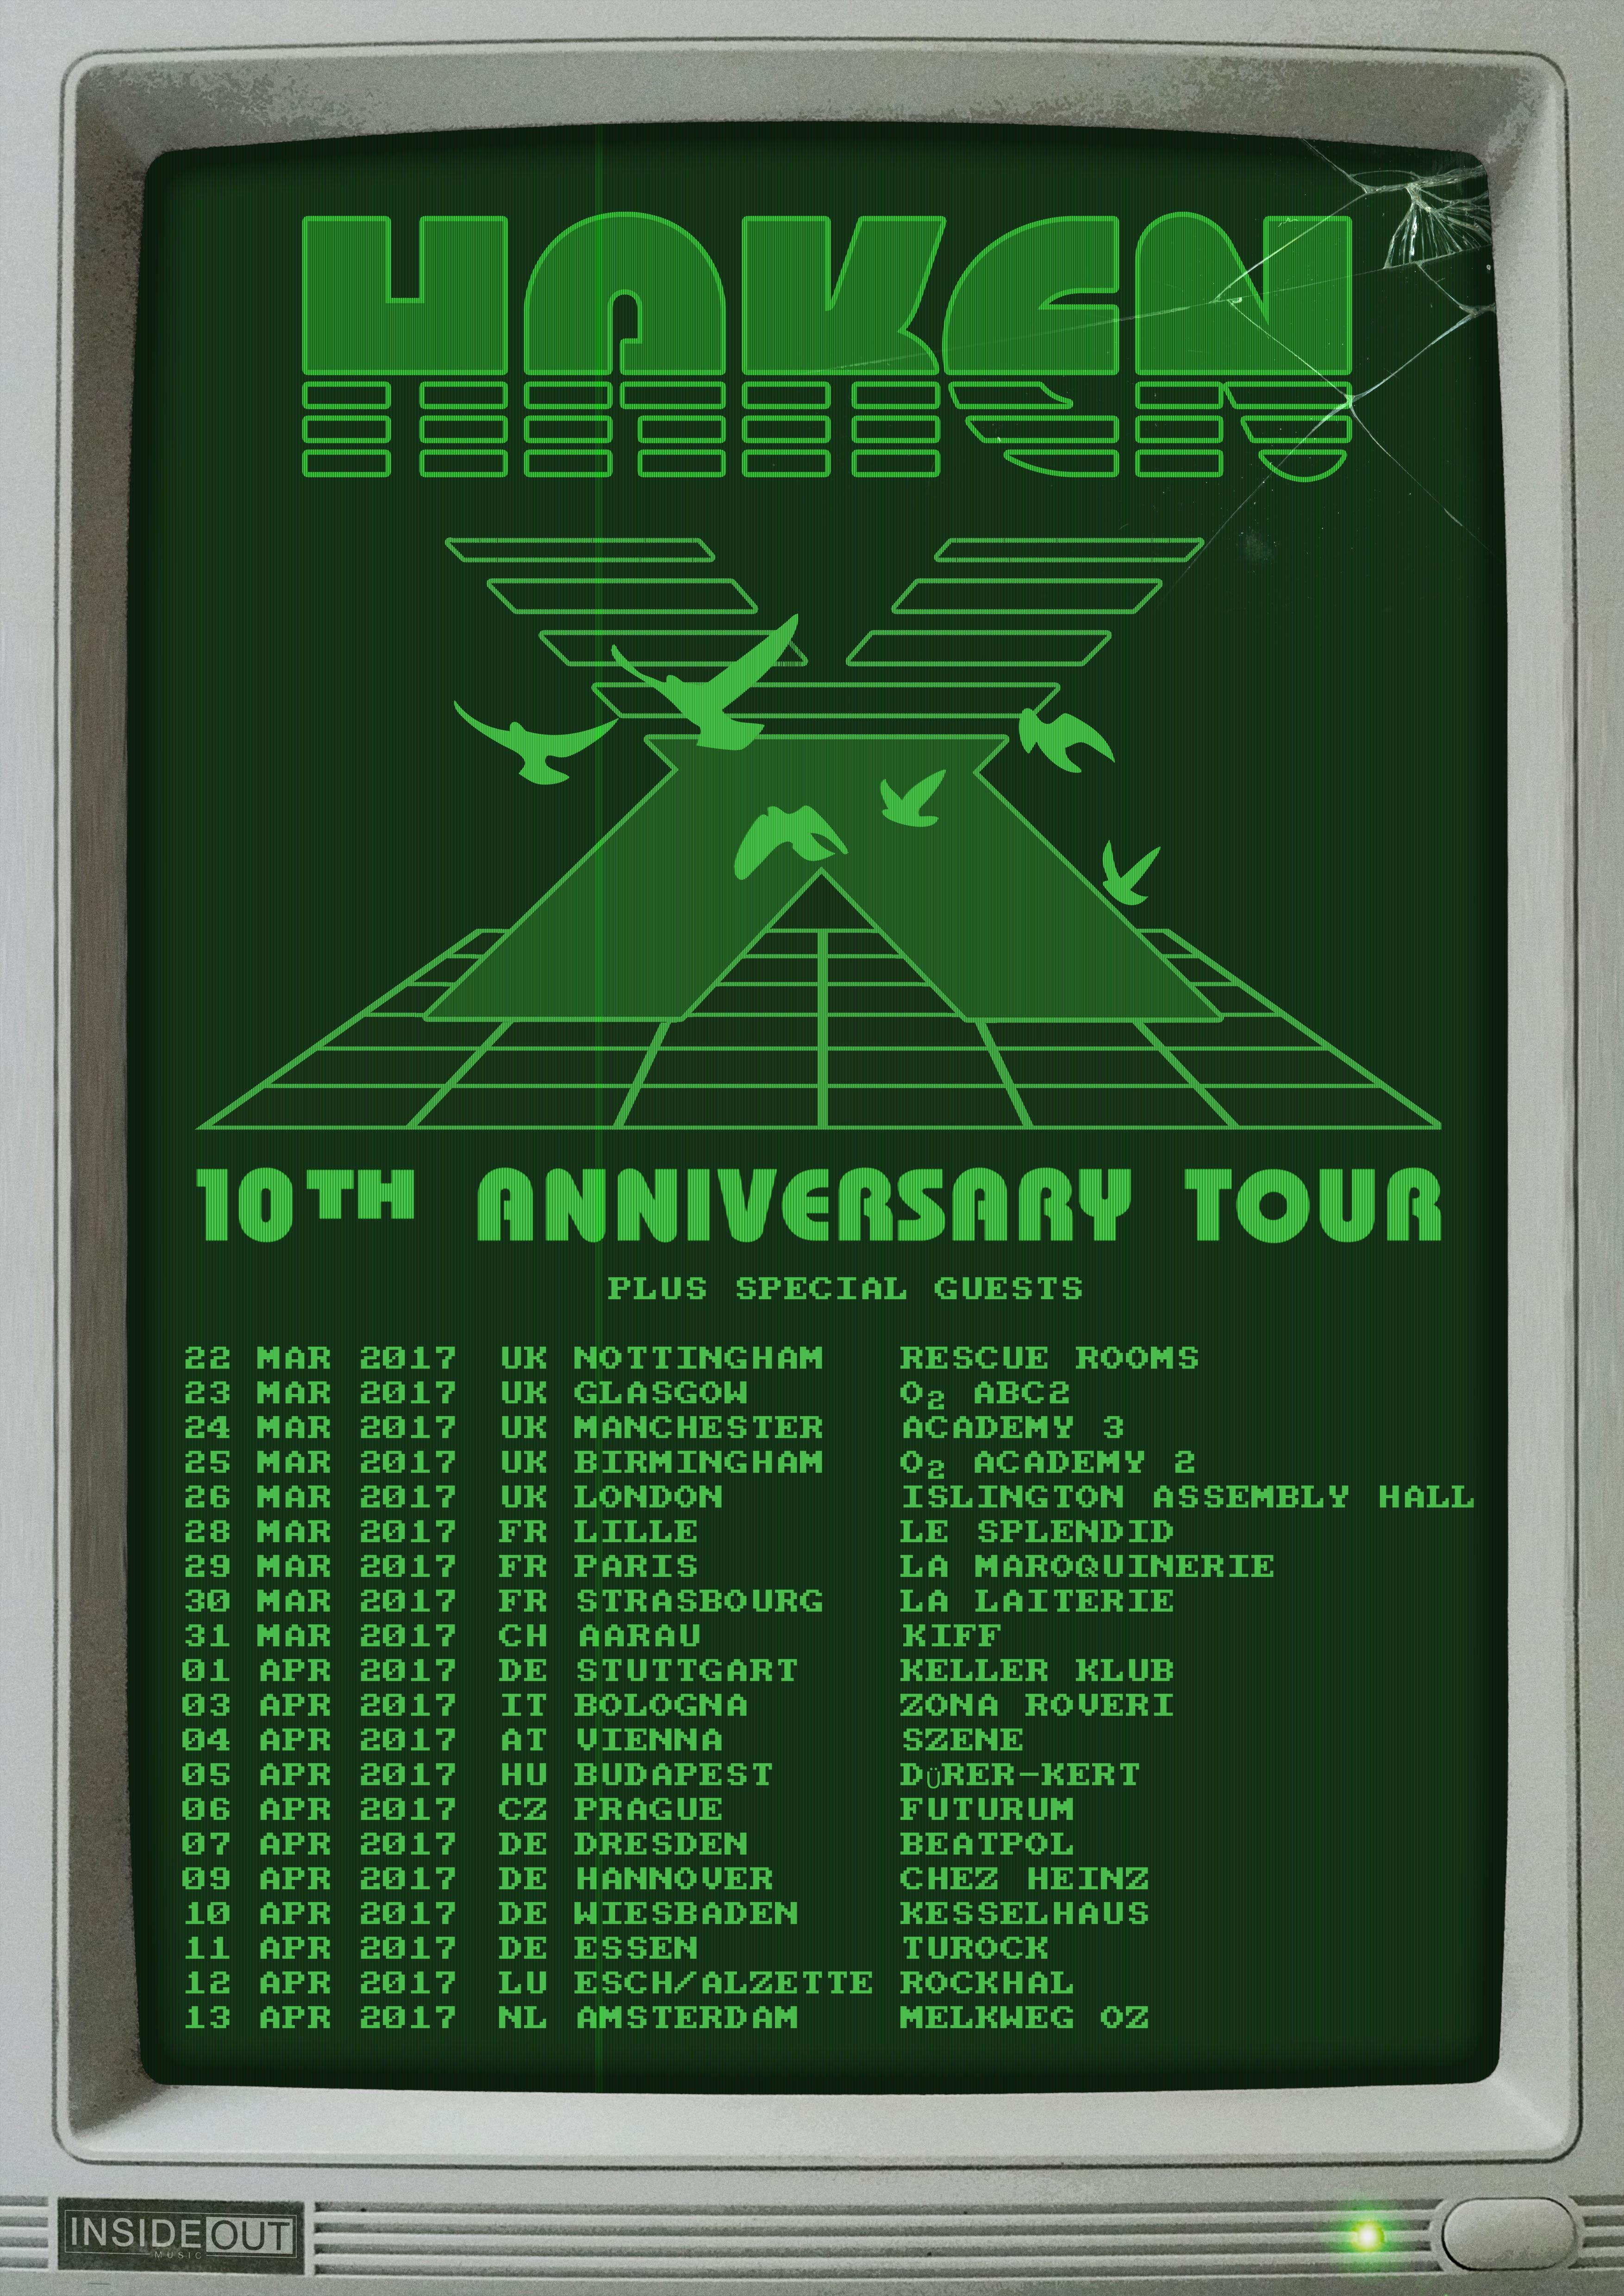 HAKEN
X
10TH ANNIVERSARY TOUR
PLUS SPECIAL GUESTS
22 MAR 2017 UK NOTTINGHAM RESCUE ROOMS
23 MAR 2017 UK GLASGOW O₂ ABC2
24 MAR 2017 UK MANCHESTER ACADEMY 3
25 MAR 2017 UK BIRMINGHAM O₂ ACADEMY 2
26 MAR 2017 UK LONDON ISLINGTON ASSEMBLY HALL
28 MAR 2017 FR LILLE LE SPLENDID
29 MAR 2017 FR PARIS LA MAROQUINERIE
30 MAR 2017 FR STRASBOURG LA LAITERIE
31 MAR 2017 CH AARAU KIFF
01 APR 2017 DE STUTTGART KELLER KLUB
03 APR 2017 IT BOLOGNA ZONA ROVERI
04 APR 2017 AT VIENNA SZENE
05 APR 2017 HU BUDAPEST DÜRER-KERT
06 APR 2017 CZ PRAGUE FUTURUM
07 APR 2017 DE DRESDEN BEATPOL
09 APR 2017 DE HANNOVER CHEZ HEINZ
10 APR 2017 DE WIESBADEN KESSELHAUS
11 APR 2017 DE ESSEN TUROCK
12 APR 2017 LU ESCH/ALZETTE ROCKHAL
13 APR 2017 NL AMSTERDAM MELKWEG OZ
INSIDEOUT
MUSIC